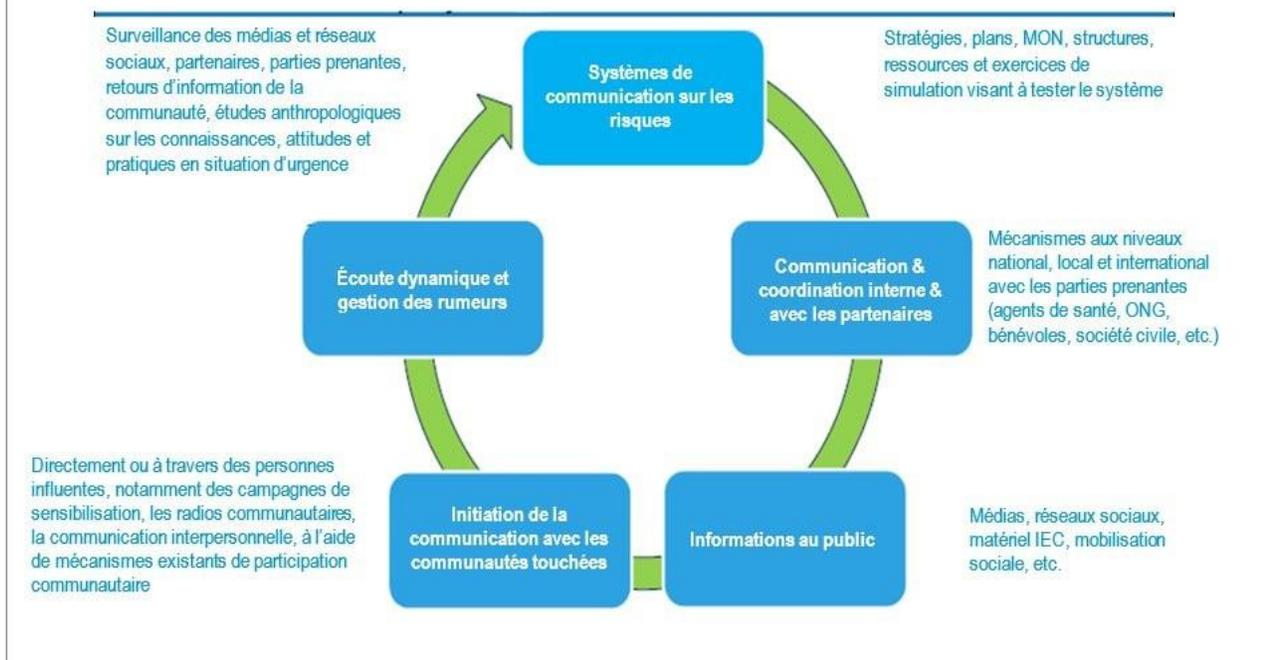 Surveillance des médias et réseaux
sociaux, partenaires, parties prenantes,
retours d'information de la
communauté, études anthropologiques
sur les connaissances, attitudes et
pratiques en situation d'urgence
Systèmes de
communication sur les
risques
Stratégies, plans, MON, structures,
ressources et exercices de
simulation visant à tester le système
Écoute dynamique et
gestion des rumeurs
Communication &
coordination interne &
avec les partenaires
Mécanismes aux niveaux
national, local et international
avec les parties prenantes
(agents de santé, ONG,
bénévoles, société civile, etc.)
Directement ou à travers des personnes
influentes, notamment des campagnes de
sensibilisation, les radios communautaires,
la communication interpersonnelle, à l'aide
de mécanismes existants de participation
communautaire
Initiation de la
communication avec les
communautés touchées
Informations au public
Médias, réseaux sociaux,
matériel IEC, mobilisation
sociale, etc.